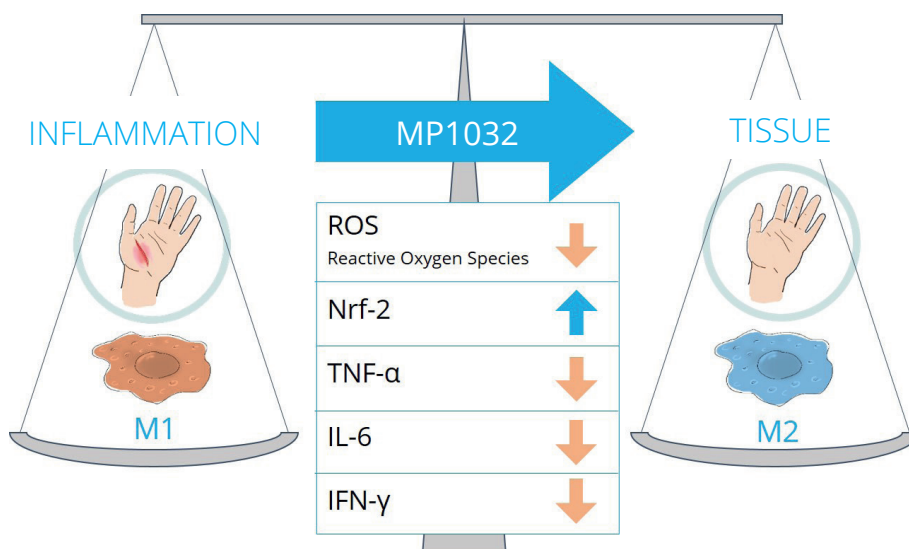 INFLAMMATION
MP1032
TISSUE
ROS
Reactive Oxygen Species
Nrf-2
TNF-α
IL-6
IFN-γ
M1
M2